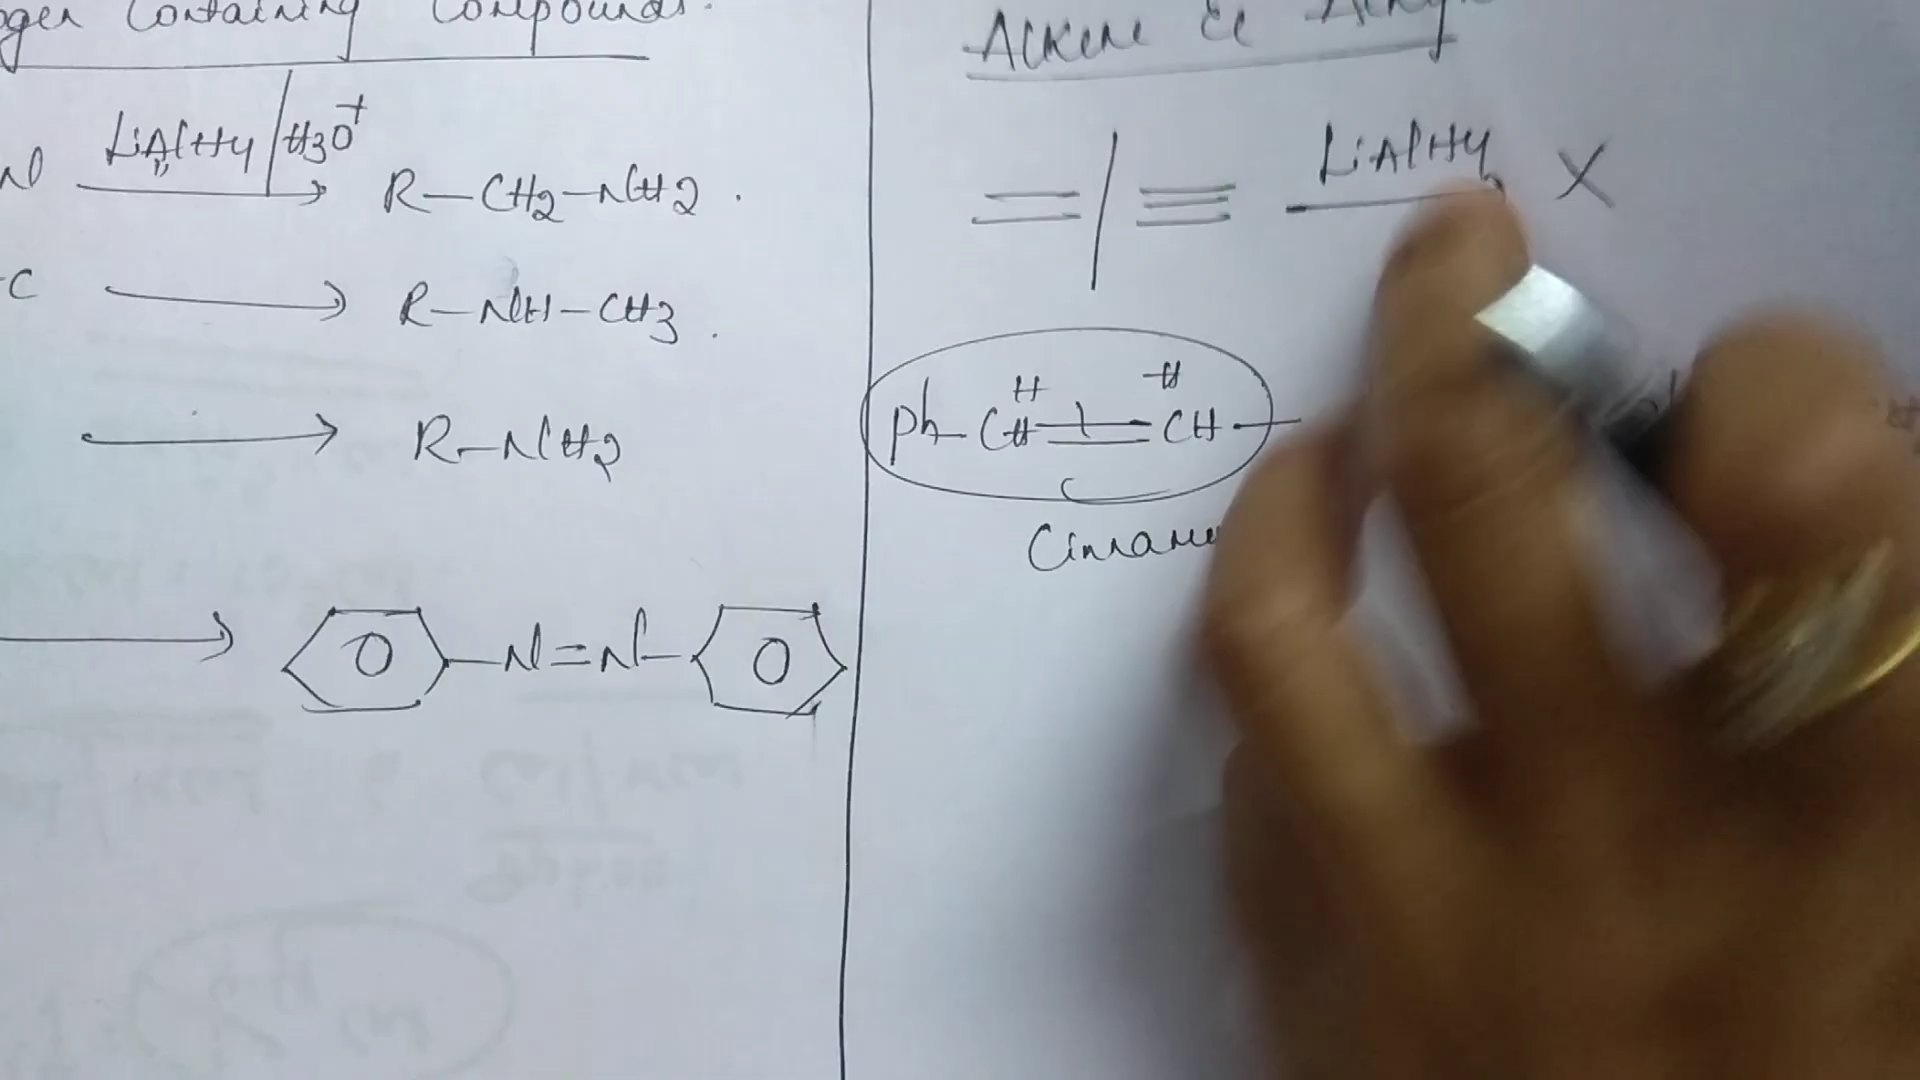 Containing Compounds.
LiAlH4 / H3O+
R-CH2-NH2 .
C → R-NH-CH3 .
→ R-NH2
→ N=N
Alkene &
= / ≡ LiAlH4 X
H H
Ph-CH=CH-